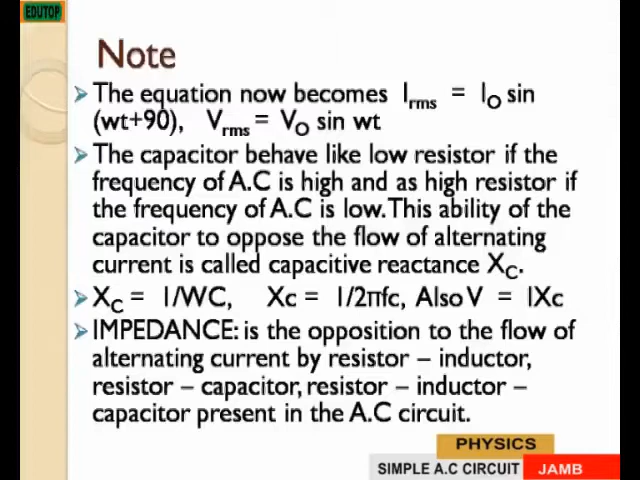 EDUTOP
Note
The equation now becomes Irms = IO sin
(wt+90), Vrms = VO sin wt
The capacitor behave like low resistor if the
frequency of A.C is high and as high resistor if
the frequency of A.C is low. This ability of the
capacitor to oppose the flow of alternating
current is called capacitive reactance XC.
XC = 1/WC, Xc = 1/2πfc, Also V = IXc
IMPEDANCE: is the opposition to the flow of
alternating current by resistor – inductor,
resistor – capacitor, resistor – inductor –
capacitor present in the A.C circuit.
PHYSICS
SIMPLE A.C CIRCUIT JAMB